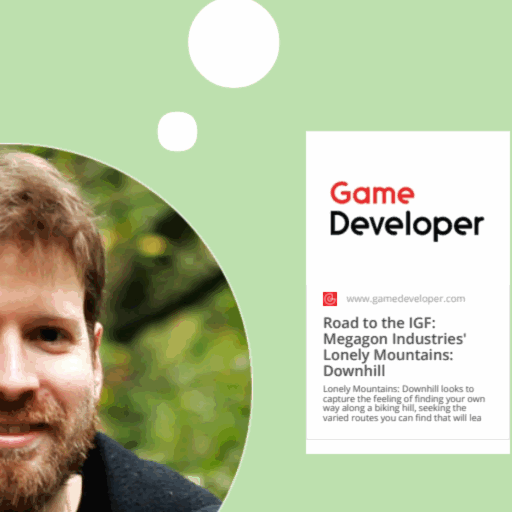 Game
Developer
www.gamedeveloper.com
Road to the IGF:
Megagon Industries'
Lonely Mountains:
Downhill
Lonely Mountains: Downhill looks to
capture the feeling of finding your own
way along a biking hill, seeking the
varied routes you can find that will lea